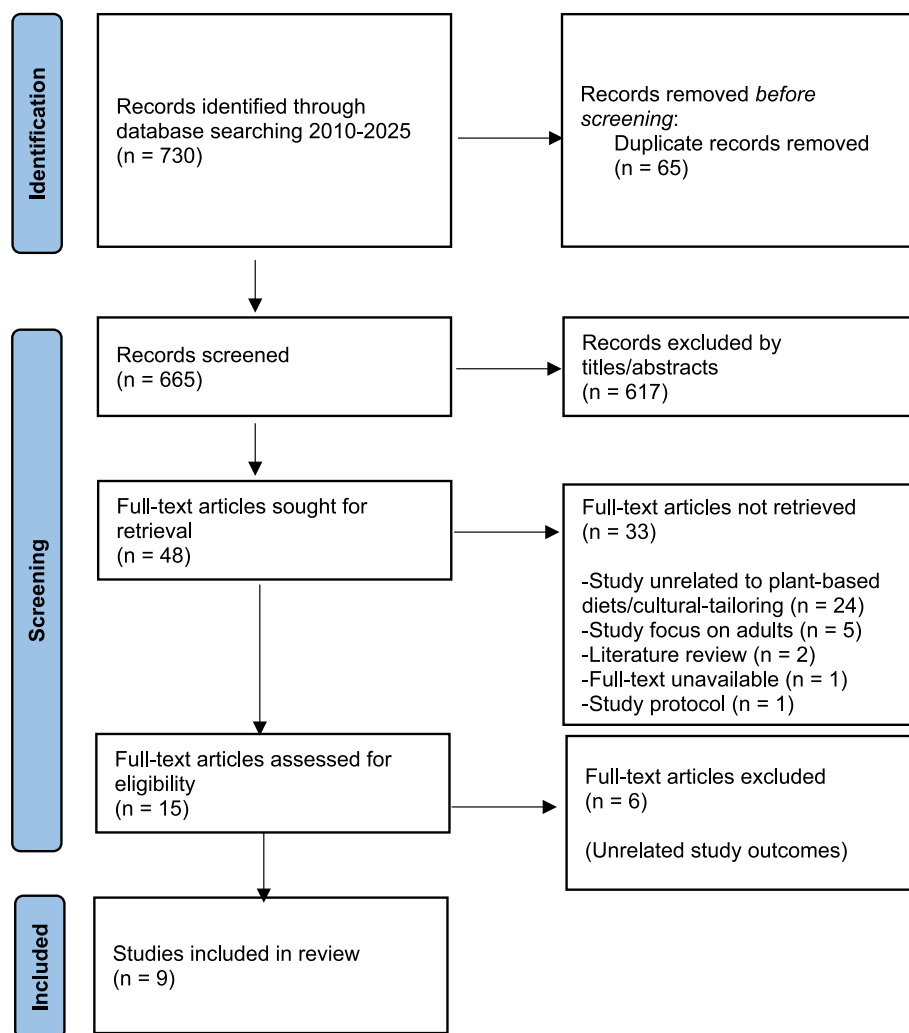 Identification
Records identified through
database searching 2010-2025
(n = 730)
Records removed before
screening:
Duplicate records removed
(n = 65)
Screening
Records screened
(n = 665)
Records excluded by
titles/abstracts
(n = 617)
Full-text articles sought for
retrieval
(n = 48)
Full-text articles not retrieved
(n = 33)
-Study unrelated to plant-based
diets/cultural-tailoring (n = 24)
-Study focus on adults (n = 5)
-Literature review (n = 2)
-Full-text unavailable (n = 1)
-Study protocol (n = 1)
Full-text articles assessed for
eligibility
(n = 15)
Full-text articles excluded
(n = 6)
(Unrelated study outcomes)
Included
Studies included in review
(n = 9)